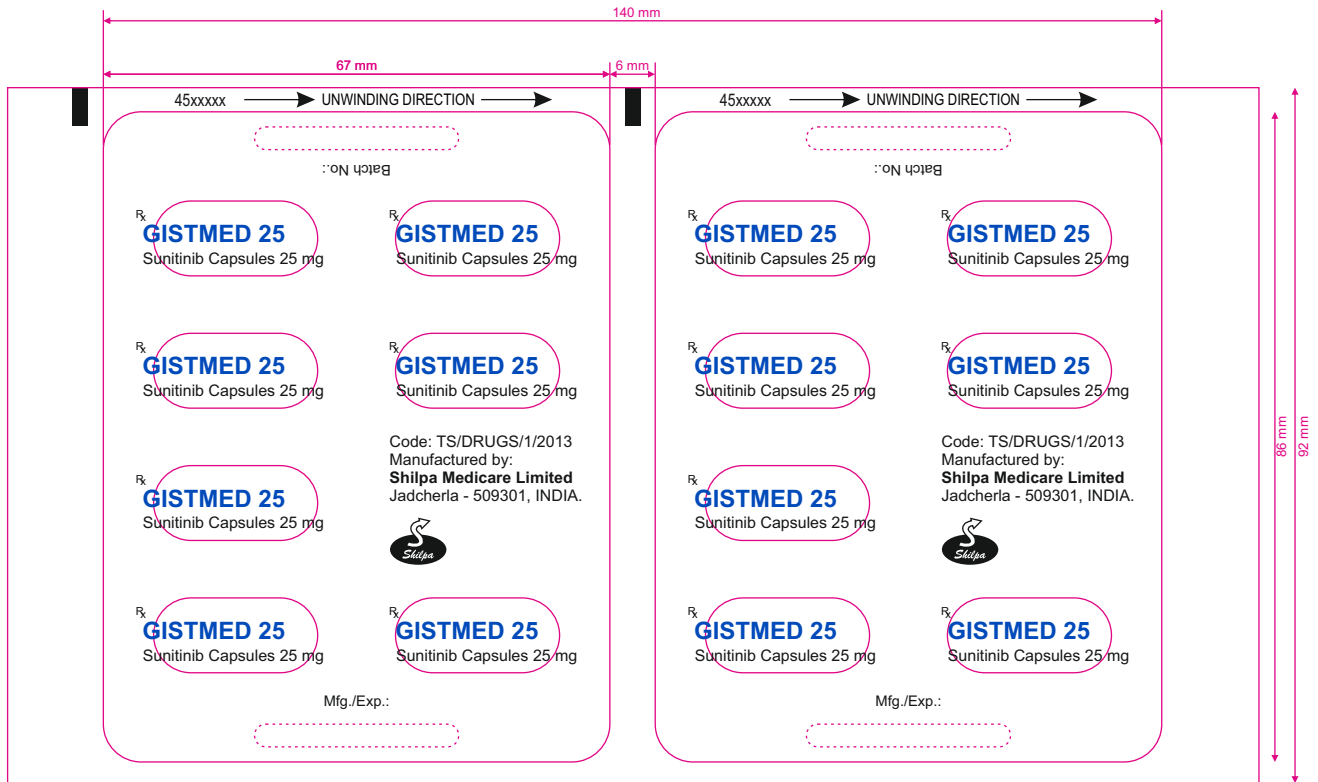 140 mm
67 mm
6 mm
45xxxxx UNWINDING DIRECTION
45xxxxx UNWINDING DIRECTION
Batch No.:
Batch No.:
Rx
Rx
Rx
Rx
GISTMED 25
GISTMED 25
GISTMED 25
GISTMED 25
Sunitinib Capsules 25 mg
Sunitinib Capsules 25 mg
Sunitinib Capsules 25 mg
Sunitinib Capsules 25 mg
Rx
Rx
Rx
Rx
GISTMED 25
GISTMED 25
GISTMED 25
GISTMED 25
Sunitinib Capsules 25 mg
Sunitinib Capsules 25 mg
Sunitinib Capsules 25 mg
Sunitinib Capsules 25 mg
86 mm
92 mm
Rx
GISTMED 25
Sunitinib Capsules 25 mg
Code: TS/DRUGS/1/2013
Manufactured by:
Shilpa Medicare Limited
Jadcherla - 509301, INDIA.
Shilpa
Rx
GISTMED 25
Sunitinib Capsules 25 mg
Code: TS/DRUGS/1/2013
Manufactured by:
Shilpa Medicare Limited
Jadcherla - 509301, INDIA.
Shilpa
Rx
Rx
Rx
Rx
GISTMED 25
GISTMED 25
GISTMED 25
GISTMED 25
Sunitinib Capsules 25 mg
Sunitinib Capsules 25 mg
Sunitinib Capsules 25 mg
Sunitinib Capsules 25 mg
Mfg./Exp.:
Mfg./Exp.: